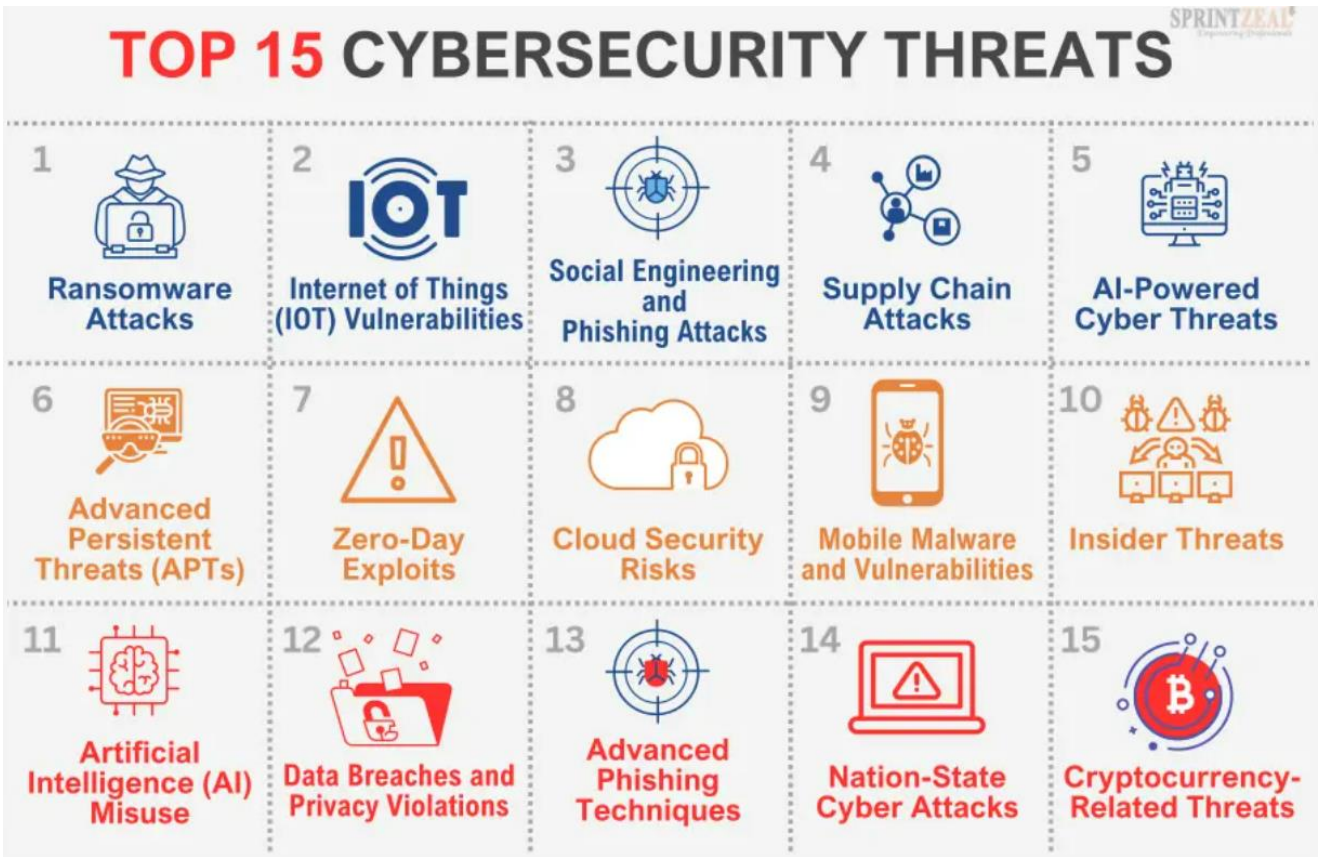 SPRINTZEAL
TOP 15 CYBERSECURITY THREATS
1
IOT
Ransomware
Attacks
2
Internet of Things
(IOT) Vulnerabilities
3
Social Engineering
and
Phishing Attacks
4
Supply Chain
Attacks
5
AI-Powered
Cyber Threats
6
Advanced
Persistent
Threats (APTs)
7
Zero-Day
Exploits
8
Cloud Security
Risks
9
Mobile Malware
and Vulnerabilities
10
Insider Threats
11
Artificial
Intelligence (AI)
Misuse
12
Data Breaches and
Privacy Violations
13
Advanced
Phishing
Techniques
14
Nation-State
Cyber Attacks
15
Cryptocurrency-
Related Threats